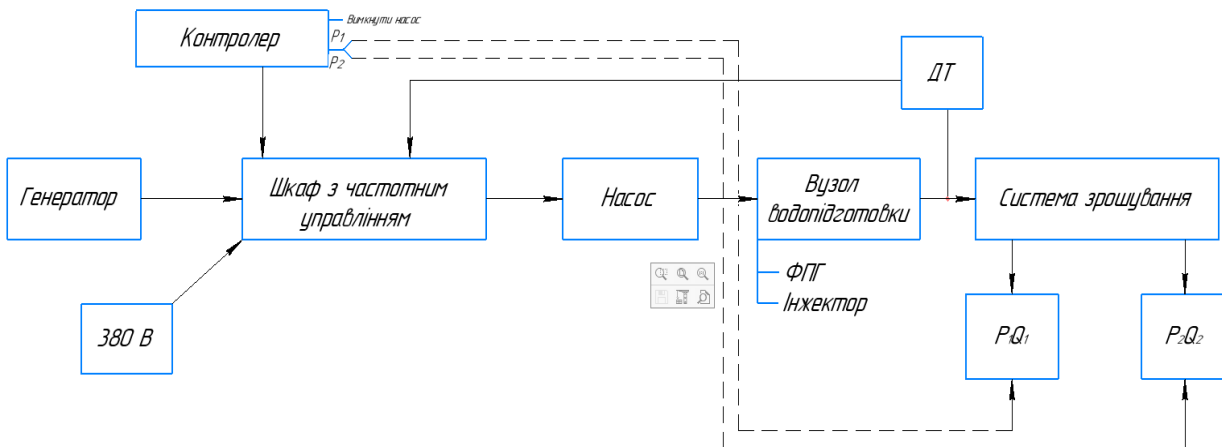 Вимкнути насос
Контролер
P1
P2
ДТ
Генератор
Шкаф з частотним
управлінням
Насос
Вузол
водопідготовки
Система зрошування
ФПГ
Інжектор
380 В
P1Q1
P2Q2